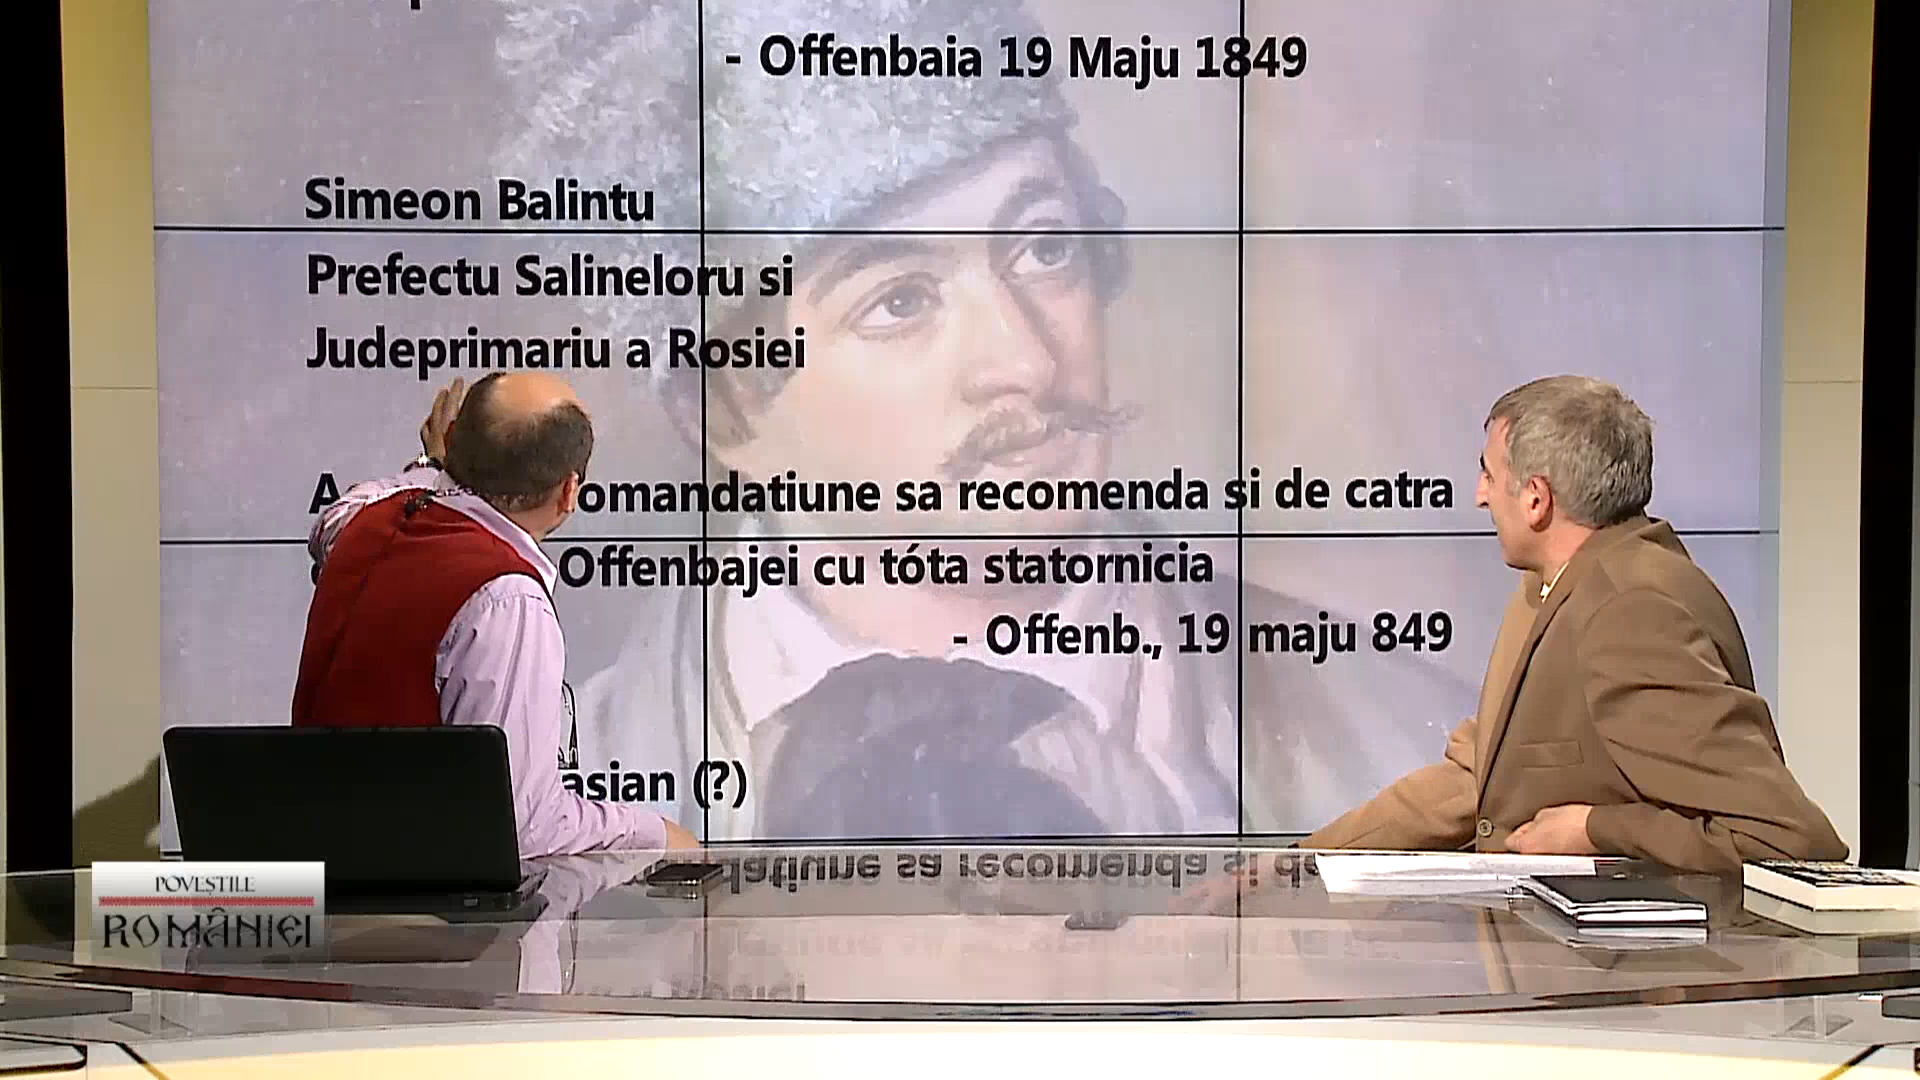 - Offenbaia 19 Maju 1849
Simeon Balintu
Prefectu Salineloru si
Judeprimariu a Rosiei
omandatiune sa recomenda si de catra
Offenbajei cu tóta statornicia
- Offenb., 19 maju 849
asian (?)
POVEȘTILE
ROMÂNIEI